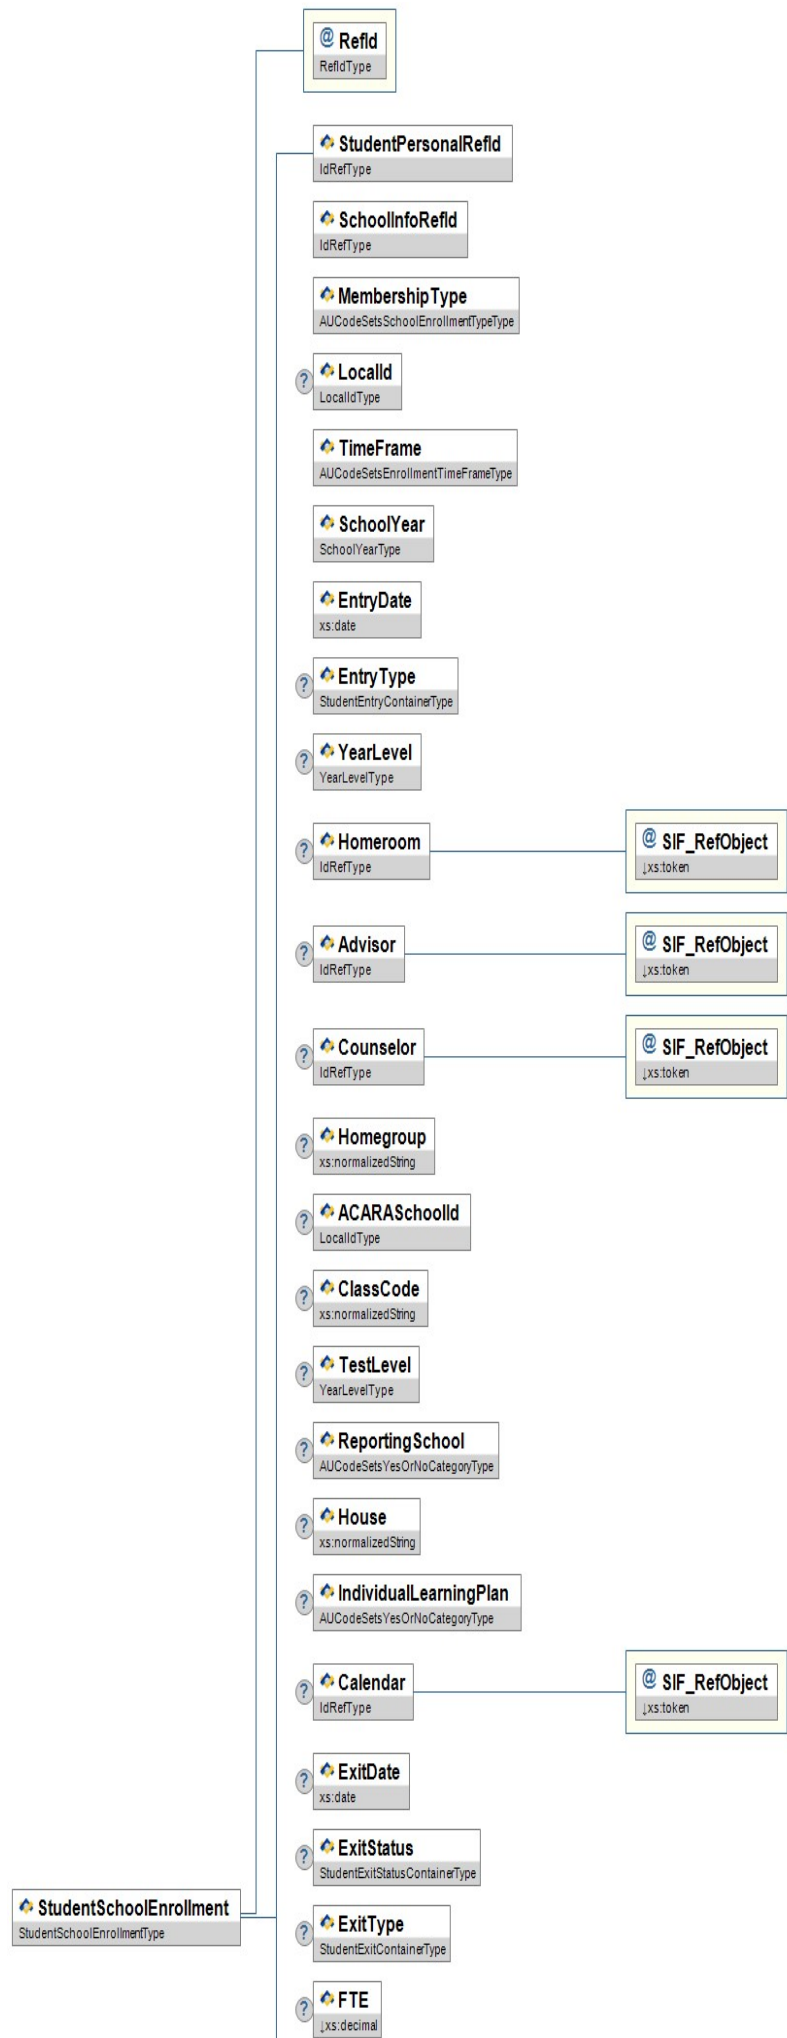 @ RefId
RefIdType
StudentPersonalRefId
IdRefType
SchoolInfoRefId
IdRefType
MembershipType
AUCodeSetsSchoolEnrollmentTypeType
? LocalId
LocalIdType
TimeFrame
AUCodeSetsEnrollmentTimeFrameType
SchoolYear
SchoolYearType
EntryDate
xs:date
? EntryType
StudentEntryContainerType
? YearLevel
YearLevelType
? Homeroom @ SIF_RefObject
IdRefType ↓xs:token
? Advisor @ SIF_RefObject
IdRefType ↓xs:token
? Counselor @ SIF_RefObject
IdRefType ↓xs:token
? Homegroup
xs:normalizedString
? ACARASchoolId
LocalIdType
? ClassCode
xs:normalizedString
? TestLevel
YearLevelType
? ReportingSchool
AUCodeSetsYesOrNoCategoryType
? House
xs:normalizedString
? IndividualLearningPlan
AUCodeSetsYesOrNoCategoryType
? Calendar @ SIF_RefObject
IdRefType ↓xs:token
? ExitDate
xs:date
? ExitStatus
StudentExitStatusContainerType
StudentSchoolEnrollment
StudentSchoolEnrollmentType
? ExitType
StudentExitContainerType
? FTE
↓xs:decimal